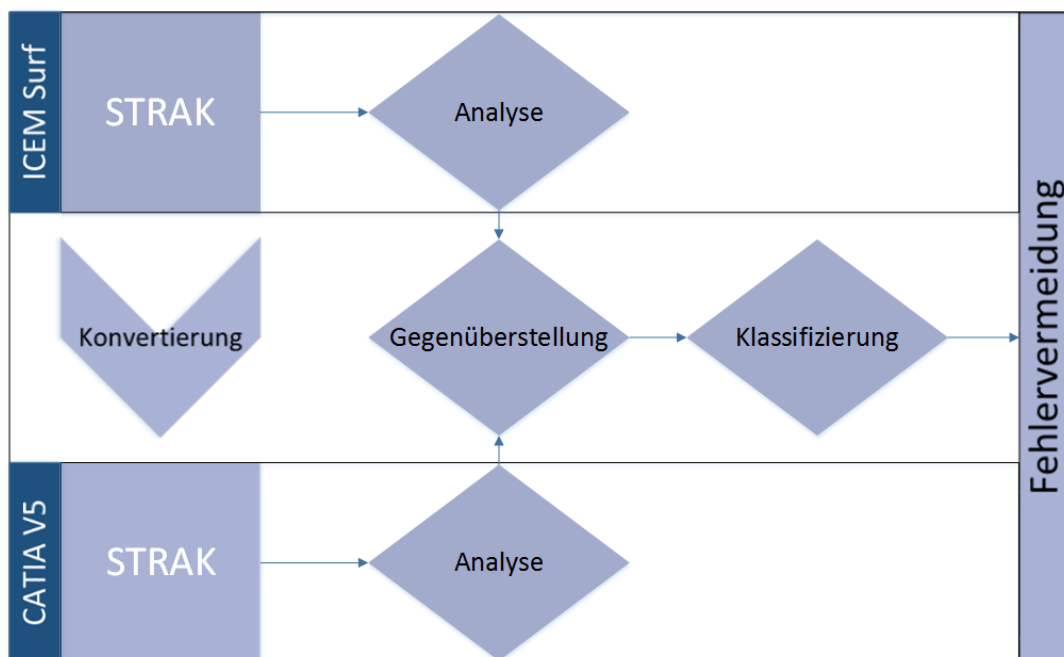 ICEM Surf
STRAK
Analyse
Konvertierung
Gegenüberstellung
Klassifizierung
Fehlervermeidung
CATIA V5
STRAK
Analyse